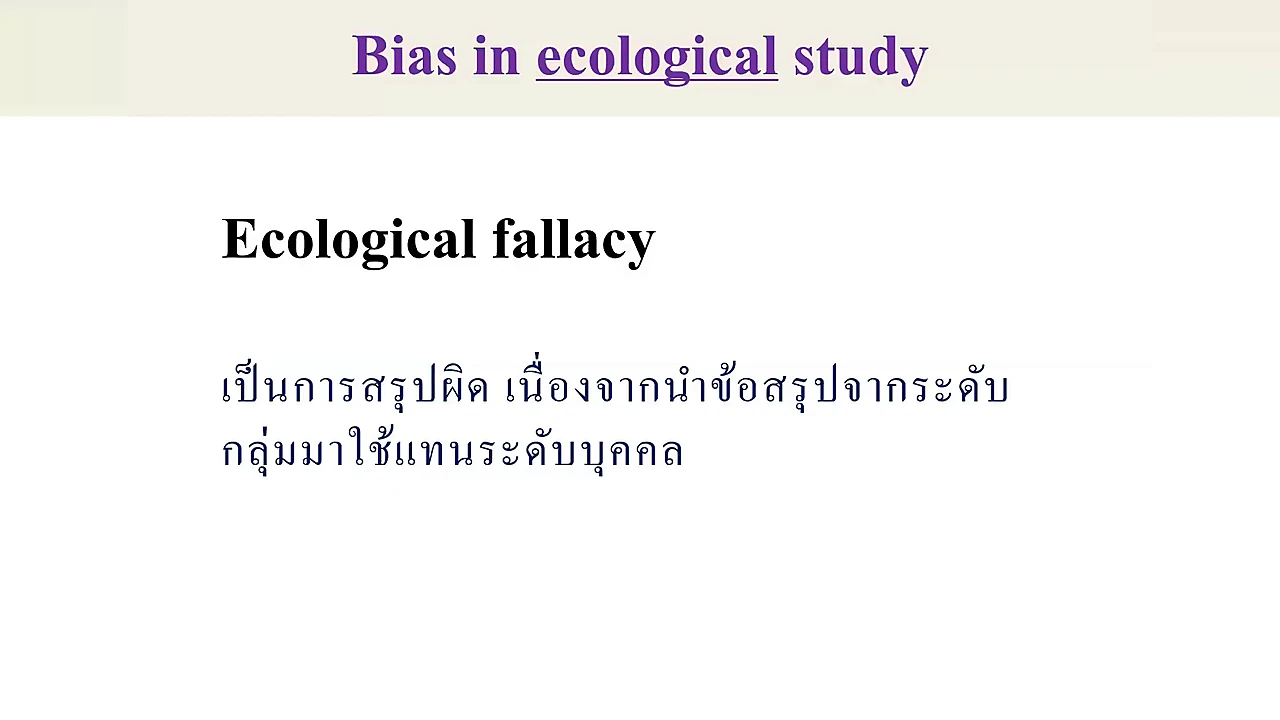 Bias in ecological study
Ecological fallacy
เป็นการสรุปผิด เนื่องจากนำข้อสรุปจากระดับ
กลุ่มมาใช้แทนระดับบุคคล